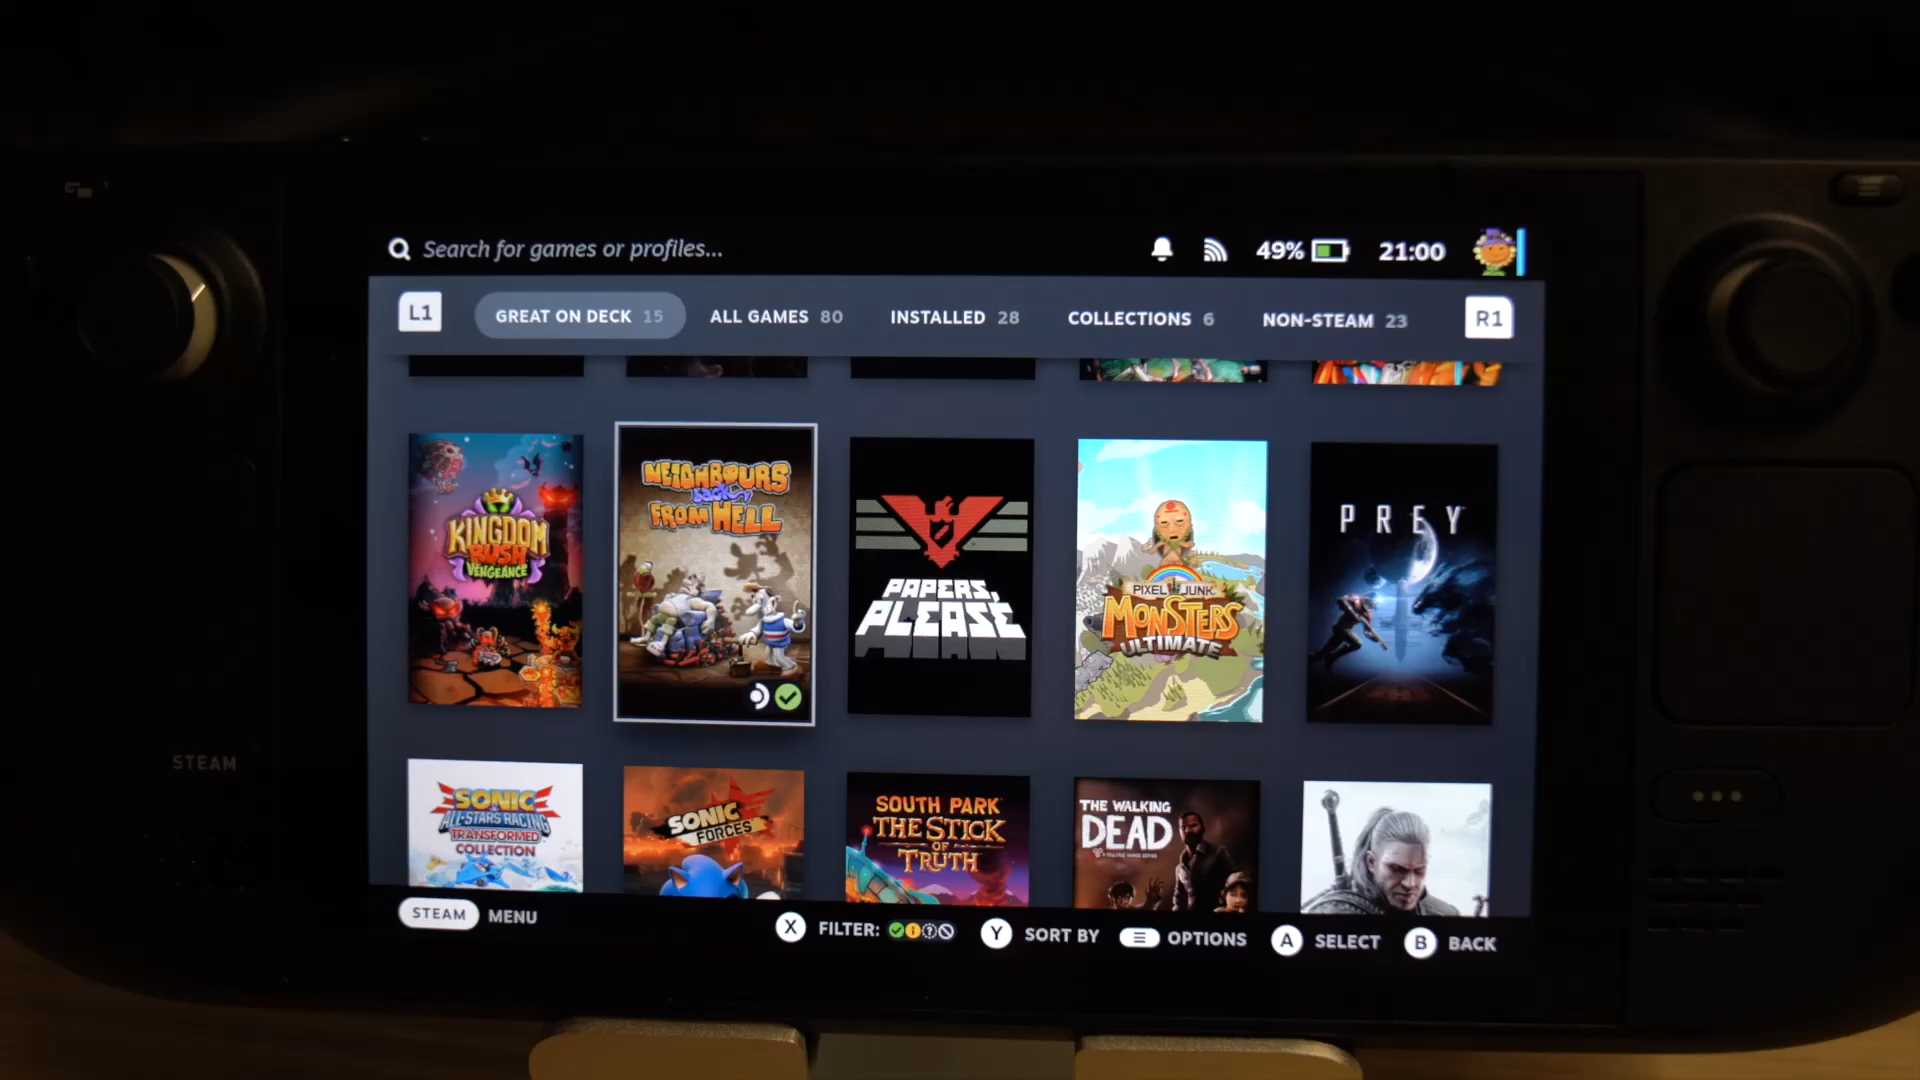 Search for games or profiles...
49%
21:00
L1
GREAT ON DECK 15
ALL GAMES 80
INSTALLED 28
COLLECTIONS 6
NON-STEAM 23
R1
KINGDOM
RUSH
VENGEANCE
NEIGHBOURS
back
FROM HELL
PAPERS,
PLEASE
PIXEL JUNK
MONSTERS
ULTIMATE
PREY
STEAM
SONIC
ALL-STARS RACING
TRANSFORMED
COLLECTION
SONIC
FORCES
SOUTH PARK
THE STICK
OF
TRUTH
THE WALKING
DEAD
A TELLTALE GAMES SERIES
STEAM MENU
X FILTER:
Y SORT BY
OPTIONS
A SELECT
B BACK